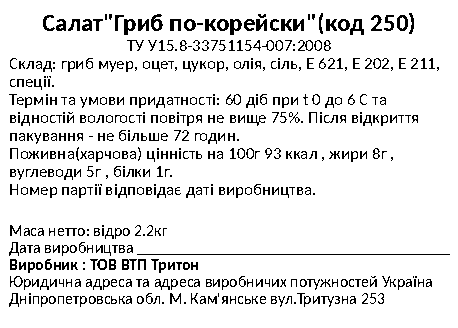 Салат"Гриб по-корейски"(код 250)
ТУ У15.8-33751154-007:2008
Склад: гриб муер, оцет, цукор, олія, сіль, Е 621, Е 202, Е 211,
спеції.
Термін та умови придатності: 60 діб при t 0 до 6 С та
відносній вологості повітря не вище 75%. Після відкриття
пакування - не більше 72 годин.
Поживна(харчова) цінність на 100г 93 ккал , жири 8г ,
вуглеводи 5г , білки 1г.
Номер партії відповідає даті виробництва.
Маса нетто: відро 2.2кг
Дата виробництва
Виробник : ТОВ ВТП Тритон
Юридична адреса та адреса виробничих потужностей Україна
Дніпропетровська обл. М. Кам'янське вул.Тритузна 253